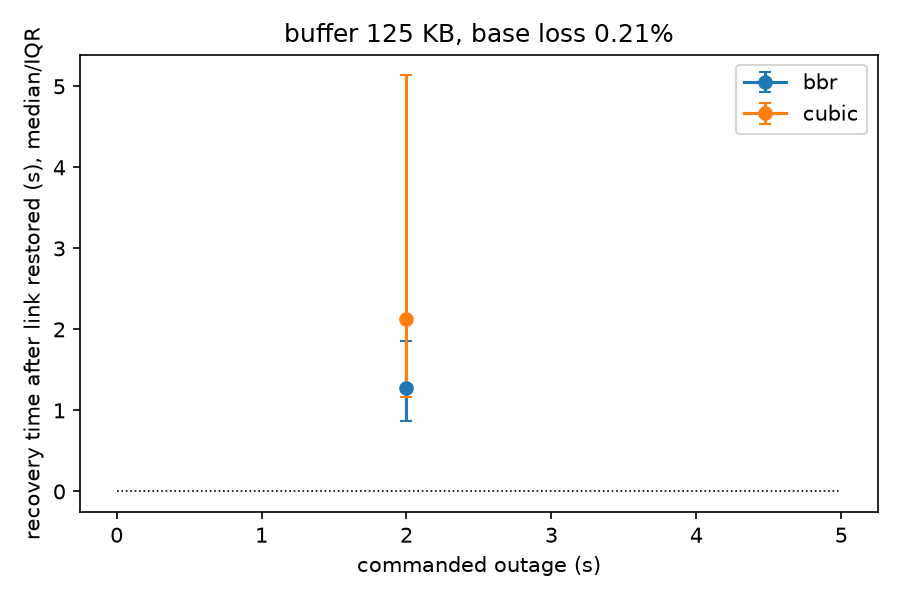 buffer 125 KB, base loss 0.21%
recovery time after link restored (s), median/IQR
5
4
3
2
1
0
bbr
cubic
0 1 2 3 4 5
commanded outage (s)